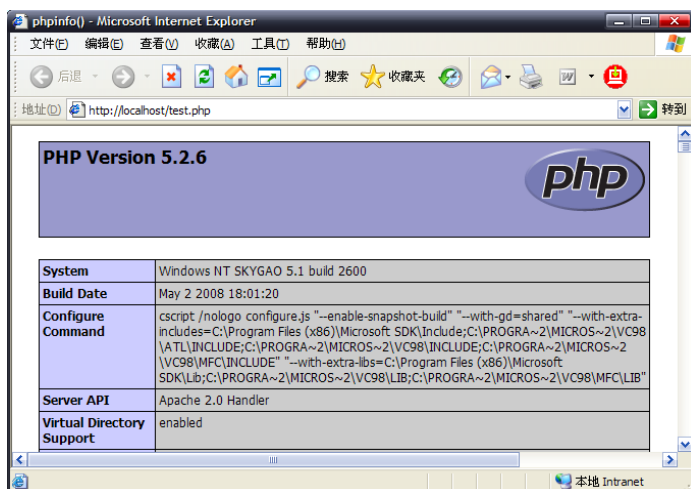 phpinfo() - Microsoft Internet Explorer
文件(F) 编辑(E) 查看(V) 收藏(A) 工具(T) 帮助(H)
后退 搜索 收藏夹
地址(D) http://localhost/test.php 转到
PHP Version 5.2.6
php
System Windows NT SKYGAO 5.1 build 2600
Build Date May 2 2008 18:01:20
Configure Command cscript /nologo configure.js "--enable-snapshot-build" "--with-gd=shared" "--with-extra-
includes=C:\Program Files (x86)\Microsoft SDK\Include;C:\PROGRA~2\MICROS~2\VC98
\ATL\INCLUDE;C:\PROGRA~2\MICROS~2\VC98\INCLUDE;C:\PROGRA~2\MICROS~2
\VC98\MFC\INCLUDE" "--with-extra-libs=C:\Program Files (x86)\Microsoft
SDK\Lib;C:\PROGRA~2\MICROS~2\VC98\LIB;C:\PROGRA~2\MICROS~2\VC98\MFC\LIB"
Server API Apache 2.0 Handler
Virtual Directory Support enabled
本地 Intranet